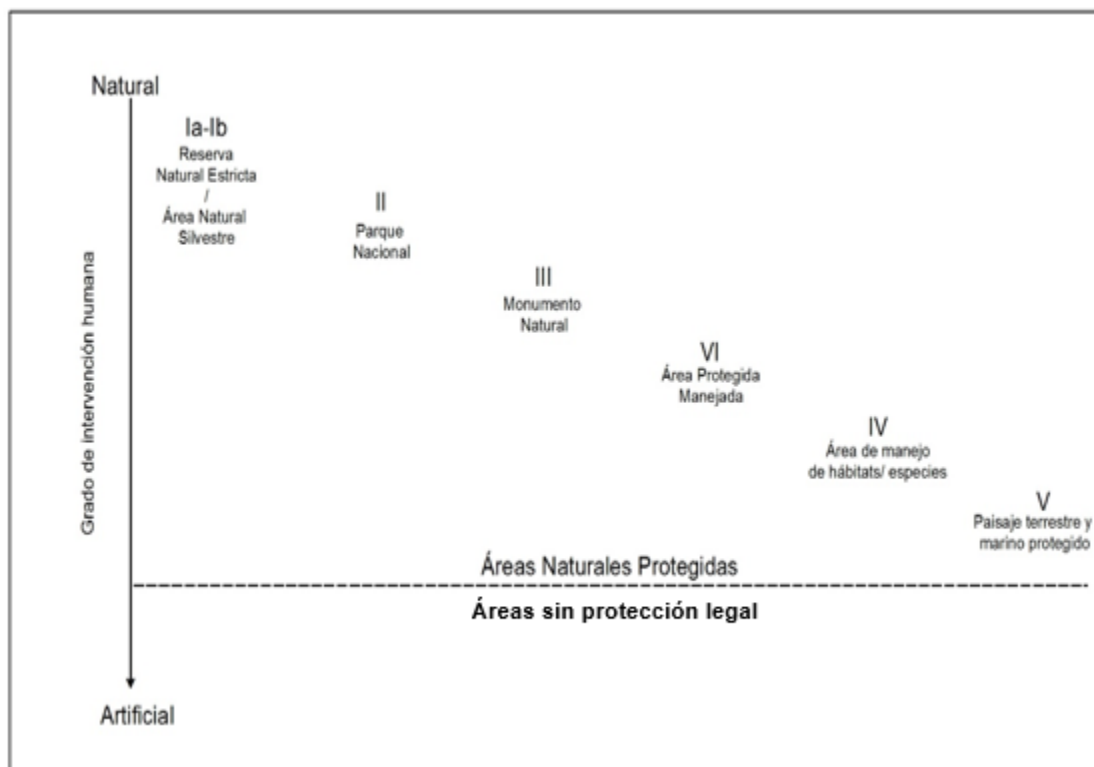 Natural
Ia-Ib
Reserva
Natural Estricta
/
Área Natural
Silvestre
II
Parque
Nacional
III
Monumento
Natural
VI
Área Protegida
Manejada
IV
Área de manejo
de hábitats/ especies
V
Paisaje terrestre y
marino protegido
Grado de intervención humana
Áreas Naturales Protegidas
Áreas sin protección legal
Artificial